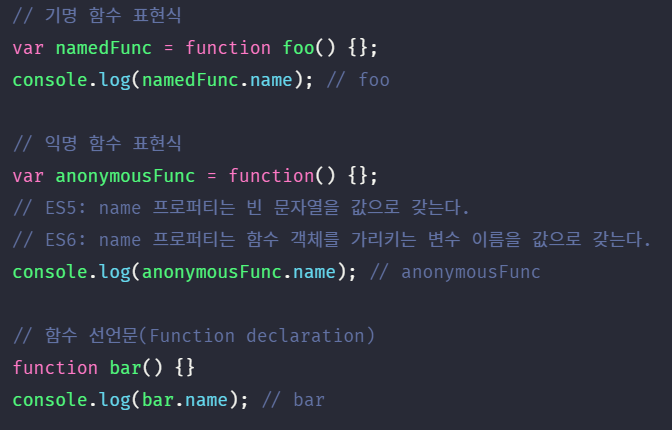 // 기명 함수 표현식
var namedFunc = function foo() {};
console.log(namedFunc.name); // foo

// 익명 함수 표현식
var anonymousFunc = function() {};
// ES5: name 프로퍼티는 빈 문자열을 값으로 갖는다.
// ES6: name 프로퍼티는 함수 객체를 가리키는 변수 이름을 값으로 갖는다.
console.log(anonymousFunc.name); // anonymousFunc

// 함수 선언문(Function declaration)
function bar() {}
console.log(bar.name); // bar